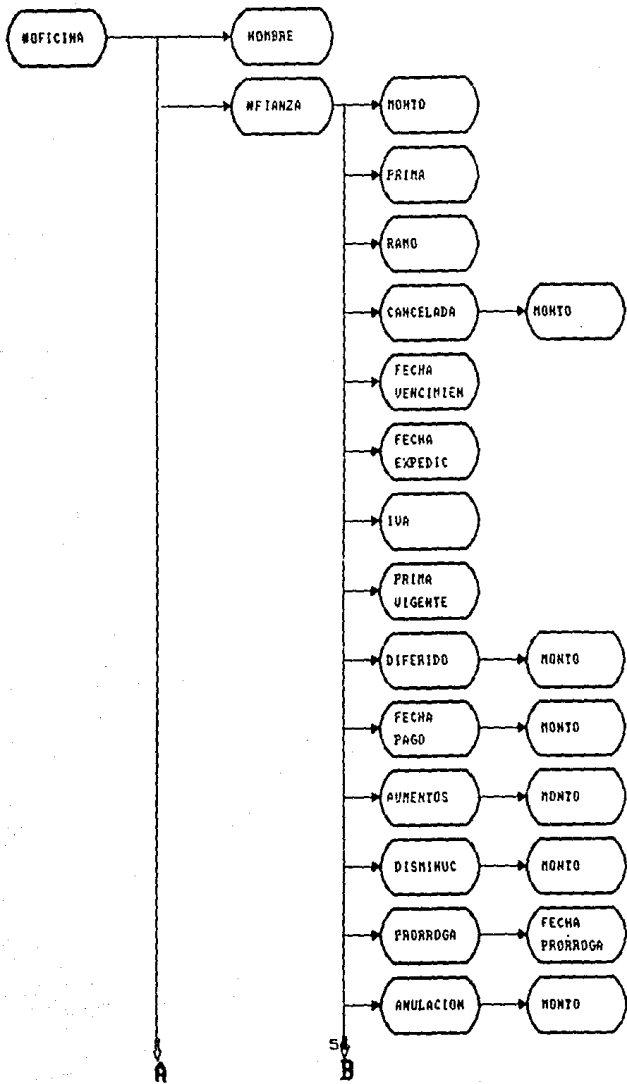 #OFICINA
NOMBRE
#FIANZA
MONTO
PRIMA
RAMO
CANCELADA
MONTO
FECHA
VENCIMIEN
FECHA
EXPEDIC
IVA
PRIMA
VIGENTE
DIFERIDO
MONTO
FECHA
PAGO
MONTO
AUMENTOS
MONTO
DISMINUC
MONTO
PRORROGA
FECHA
PRORROGA
ANULACION
MONTO
A
B